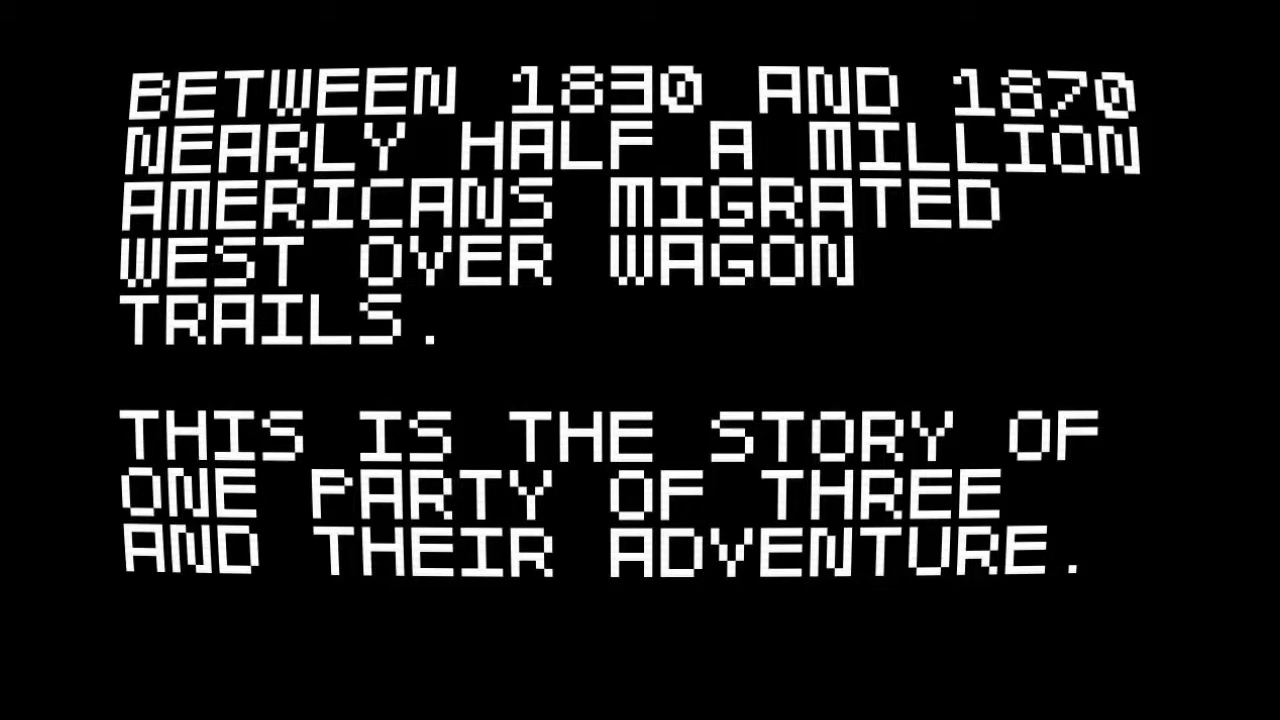 BETWEEN 1830 AND 1870
NEARLY HALF A MILLION
AMERICANS MIGRATED
WEST OVER WAGON
TRAILS.
THIS IS THE STORY OF
ONE PARTY OF THREE
AND THEIR ADVENTURE.